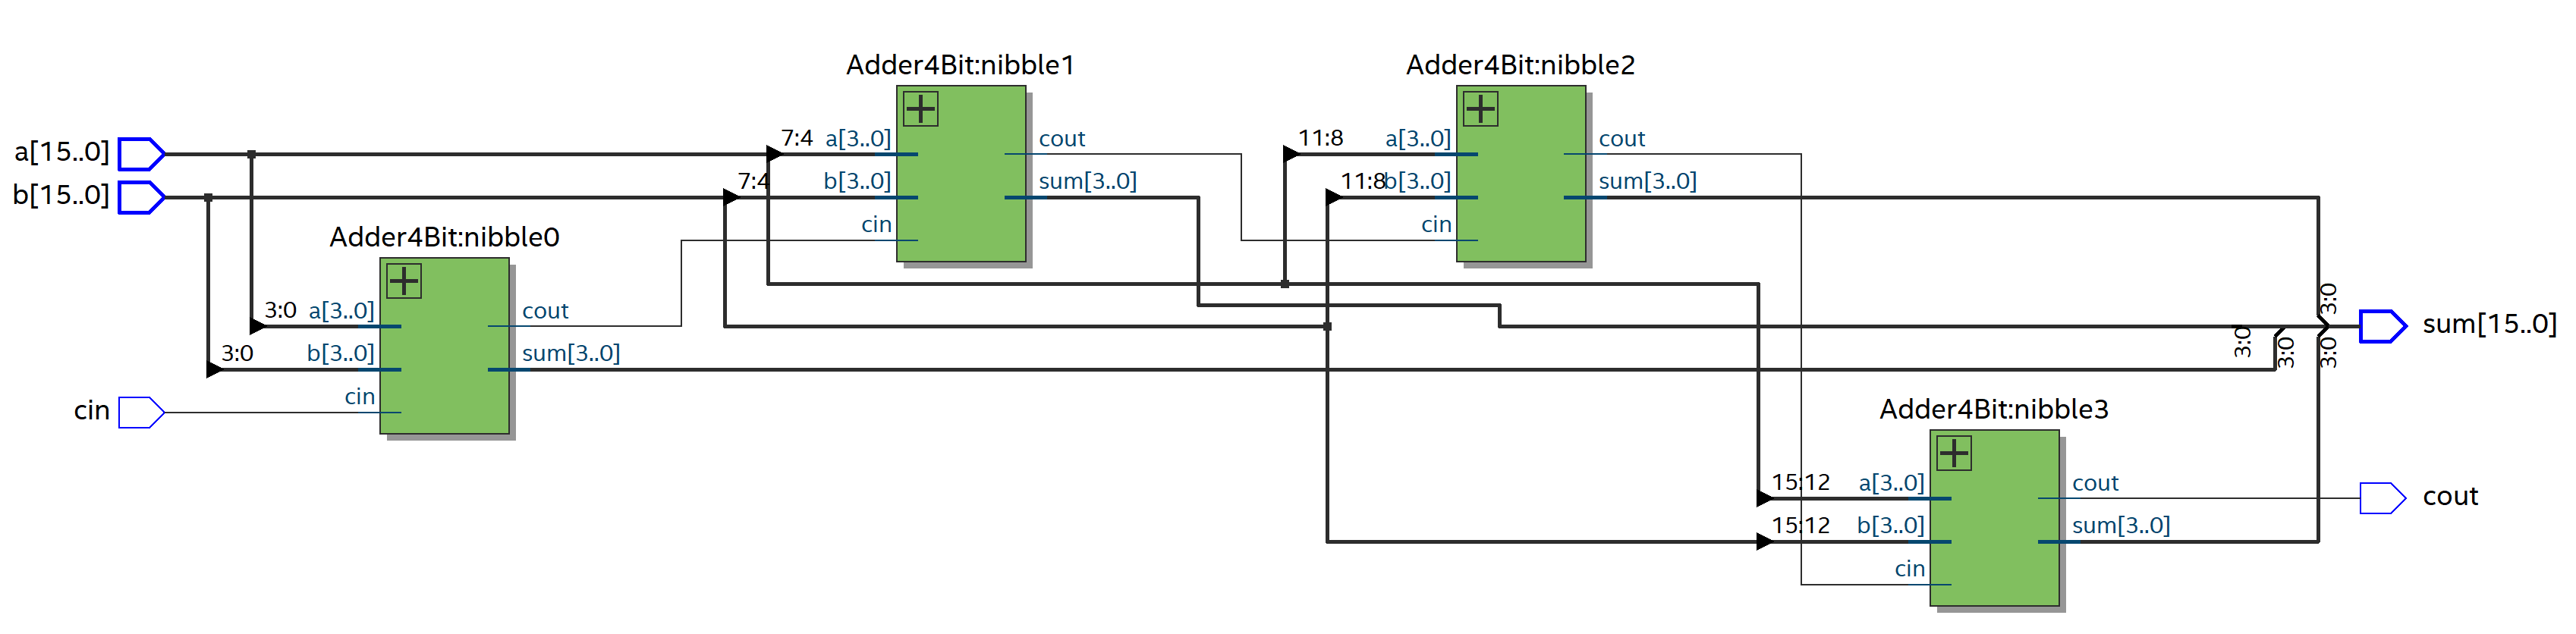 Adder4Bit:nibble1
Adder4Bit:nibble2
a[15..0]
7:4
a[3..0]
cout
11:8
a[3..0]
cout
b[15..0]
7:4
b[3..0]
sum[3..0]
11:8
b[3..0]
sum[3..0]
cin
cin
Adder4Bit:nibble0
3:0
a[3..0]
cout
3:0
sum[15..0]
3:0
b[3..0]
sum[3..0]
3:0
3:0
3:0
cin
cin
Adder4Bit:nibble3
15:12
a[3..0]
cout
cout
15:12
b[3..0]
sum[3..0]
cin